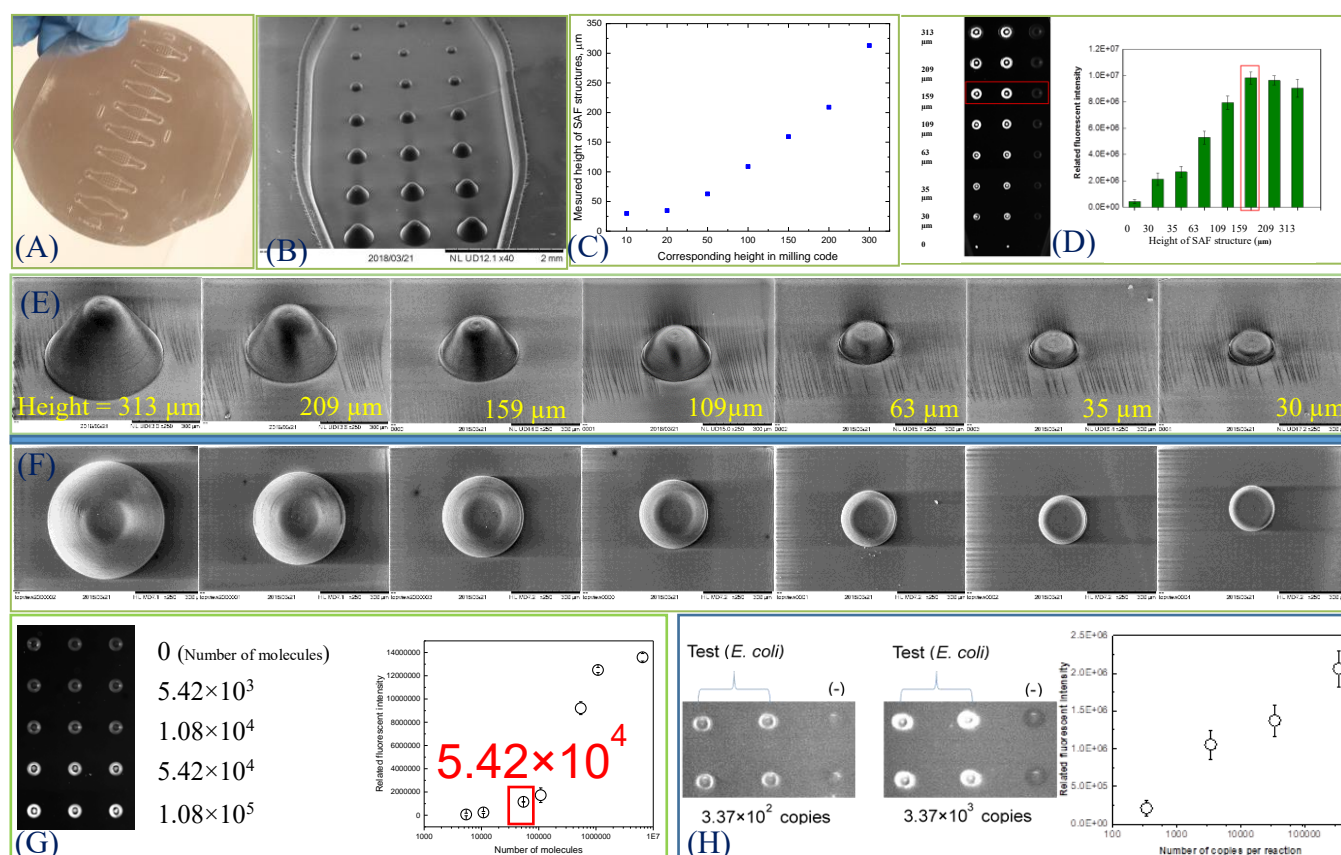 (A)
(B)
2018/03/21
NL UD12.1 x40
2 mm
(C)
Mesured height of SAF structures, µm
350
300
250
200
150
100
50
0
10
20
50
100
150
200
300
Corresponding height in milling code
(D)
313
µm
209
µm
159
µm
109
µm
63
µm
35
µm
30
µm
0
Related fluorescent intensity
1.2E+07
1.0E+07
8.0E+06
6.0E+06
4.0E+06
2.0E+06
0.0E+00
0 30 35 63 109 159 209 313
Height of SAF structure (µm)
(E)
Height = 313 µm
209 µm
159 µm
109µm
63 µm
35 µm
30 µm
(F)
(G)
0 (Number of molecules)
5.42×10³
1.08×10⁴
5.42×10⁴
1.08×10⁵
Related fluorescent intensity
14000000
12000000
10000000
8000000
6000000
4000000
2000000
0
5.42×10⁴
1000
10000
100000
1000000
1E7
Number of molecules
(H)
Test (E. coli)
(-)
3.37×10² copies
Test (E. coli)
(-)
3.37×10³ copies
Related fluorescent intensity
2.5E+06
2.0E+06
1.5E+06
1.0E+06
5.0E+05
0.0E+00
100
1000
10000
100000
Number of copies per reaction